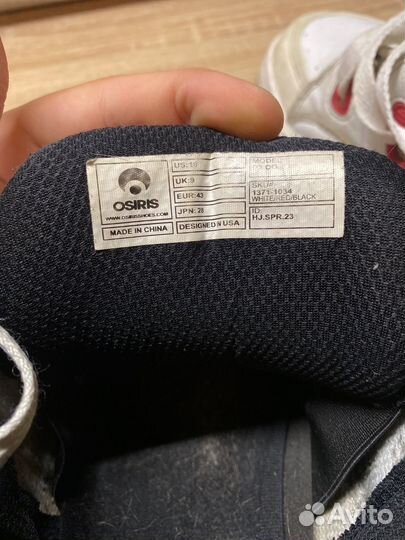 OSIRIS
WWW.OSIRISSHOES.COM
MADE IN CHINA
US:10
UK:9
EUR:43
JPN:28
DESIGNED IN USA
MODEL:
SKU#:
1371-1034
WHITE/RED/BLACK
ID:
HJ.SPR.23
Avito